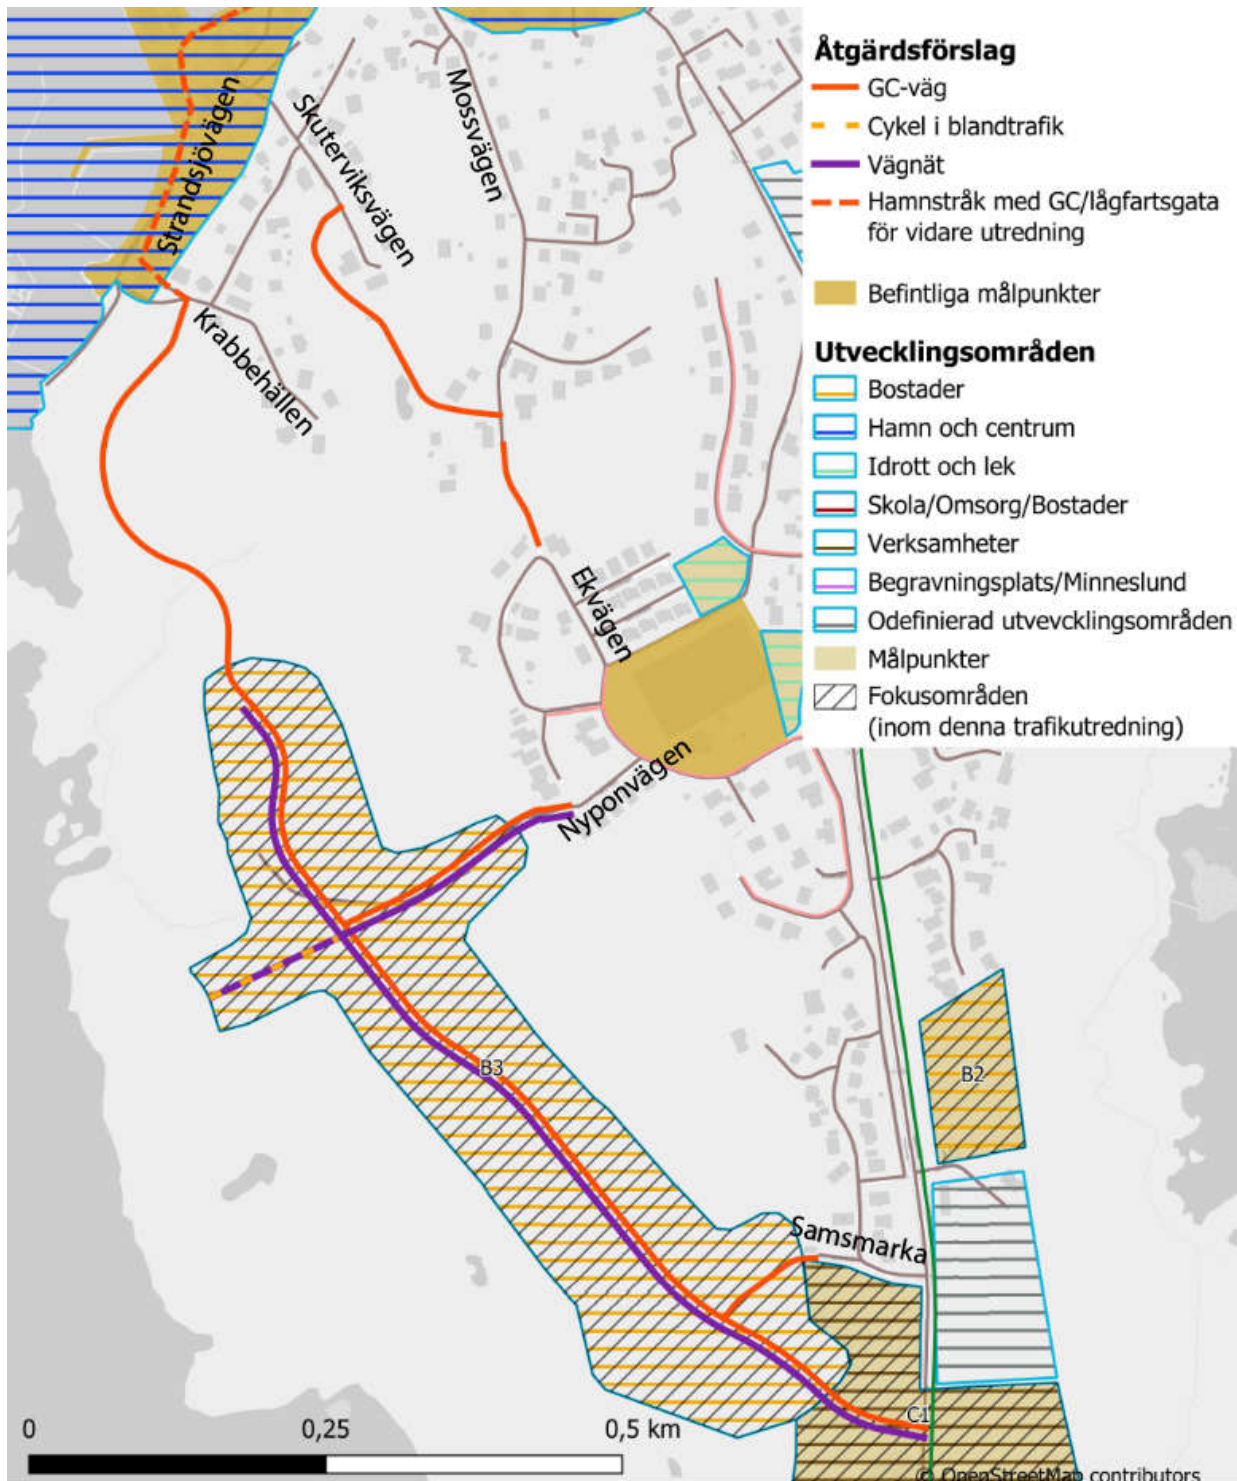 Åtgärdsförslag
GC-väg
Cykel i blandtrafik
Vägnät
Hamnstråk med GC/lågfartsgata
för vidare utredning
Befintliga målpunkter
Utvecklingsområden
Bostader
Hamn och centrum
Idrott och lek
Skola/Omsorg/Bostader
Verksamheter
Begravningsplats/Minneslund
Odefinierad utvevcklingsområden
Målpunkter
Fokusområden
(inom denna trafikutredning)
Strandsjövägen
Skuterviksvägen
Mossvägen
Krabbehällen
Ekvägen
Nyponvägen
B3
B2
Samsmarka
C1
0
0,25
0,5 km
© OpenStreetMap contributors